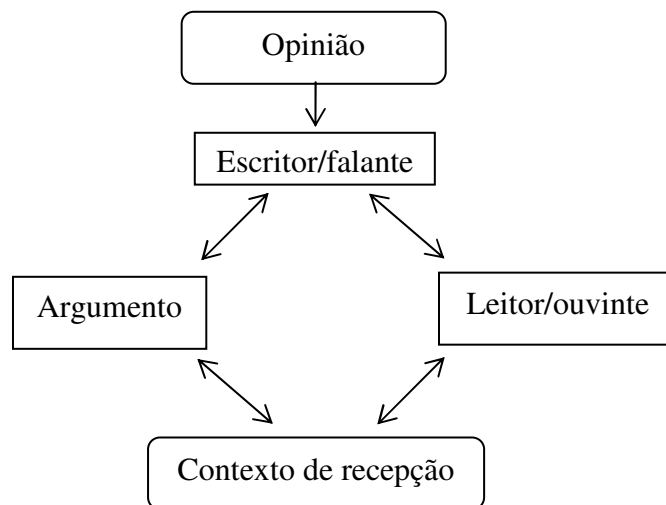 Opinião
Escritor/falante
Argumento
Leitor/ouvinte
Contexto de recepção